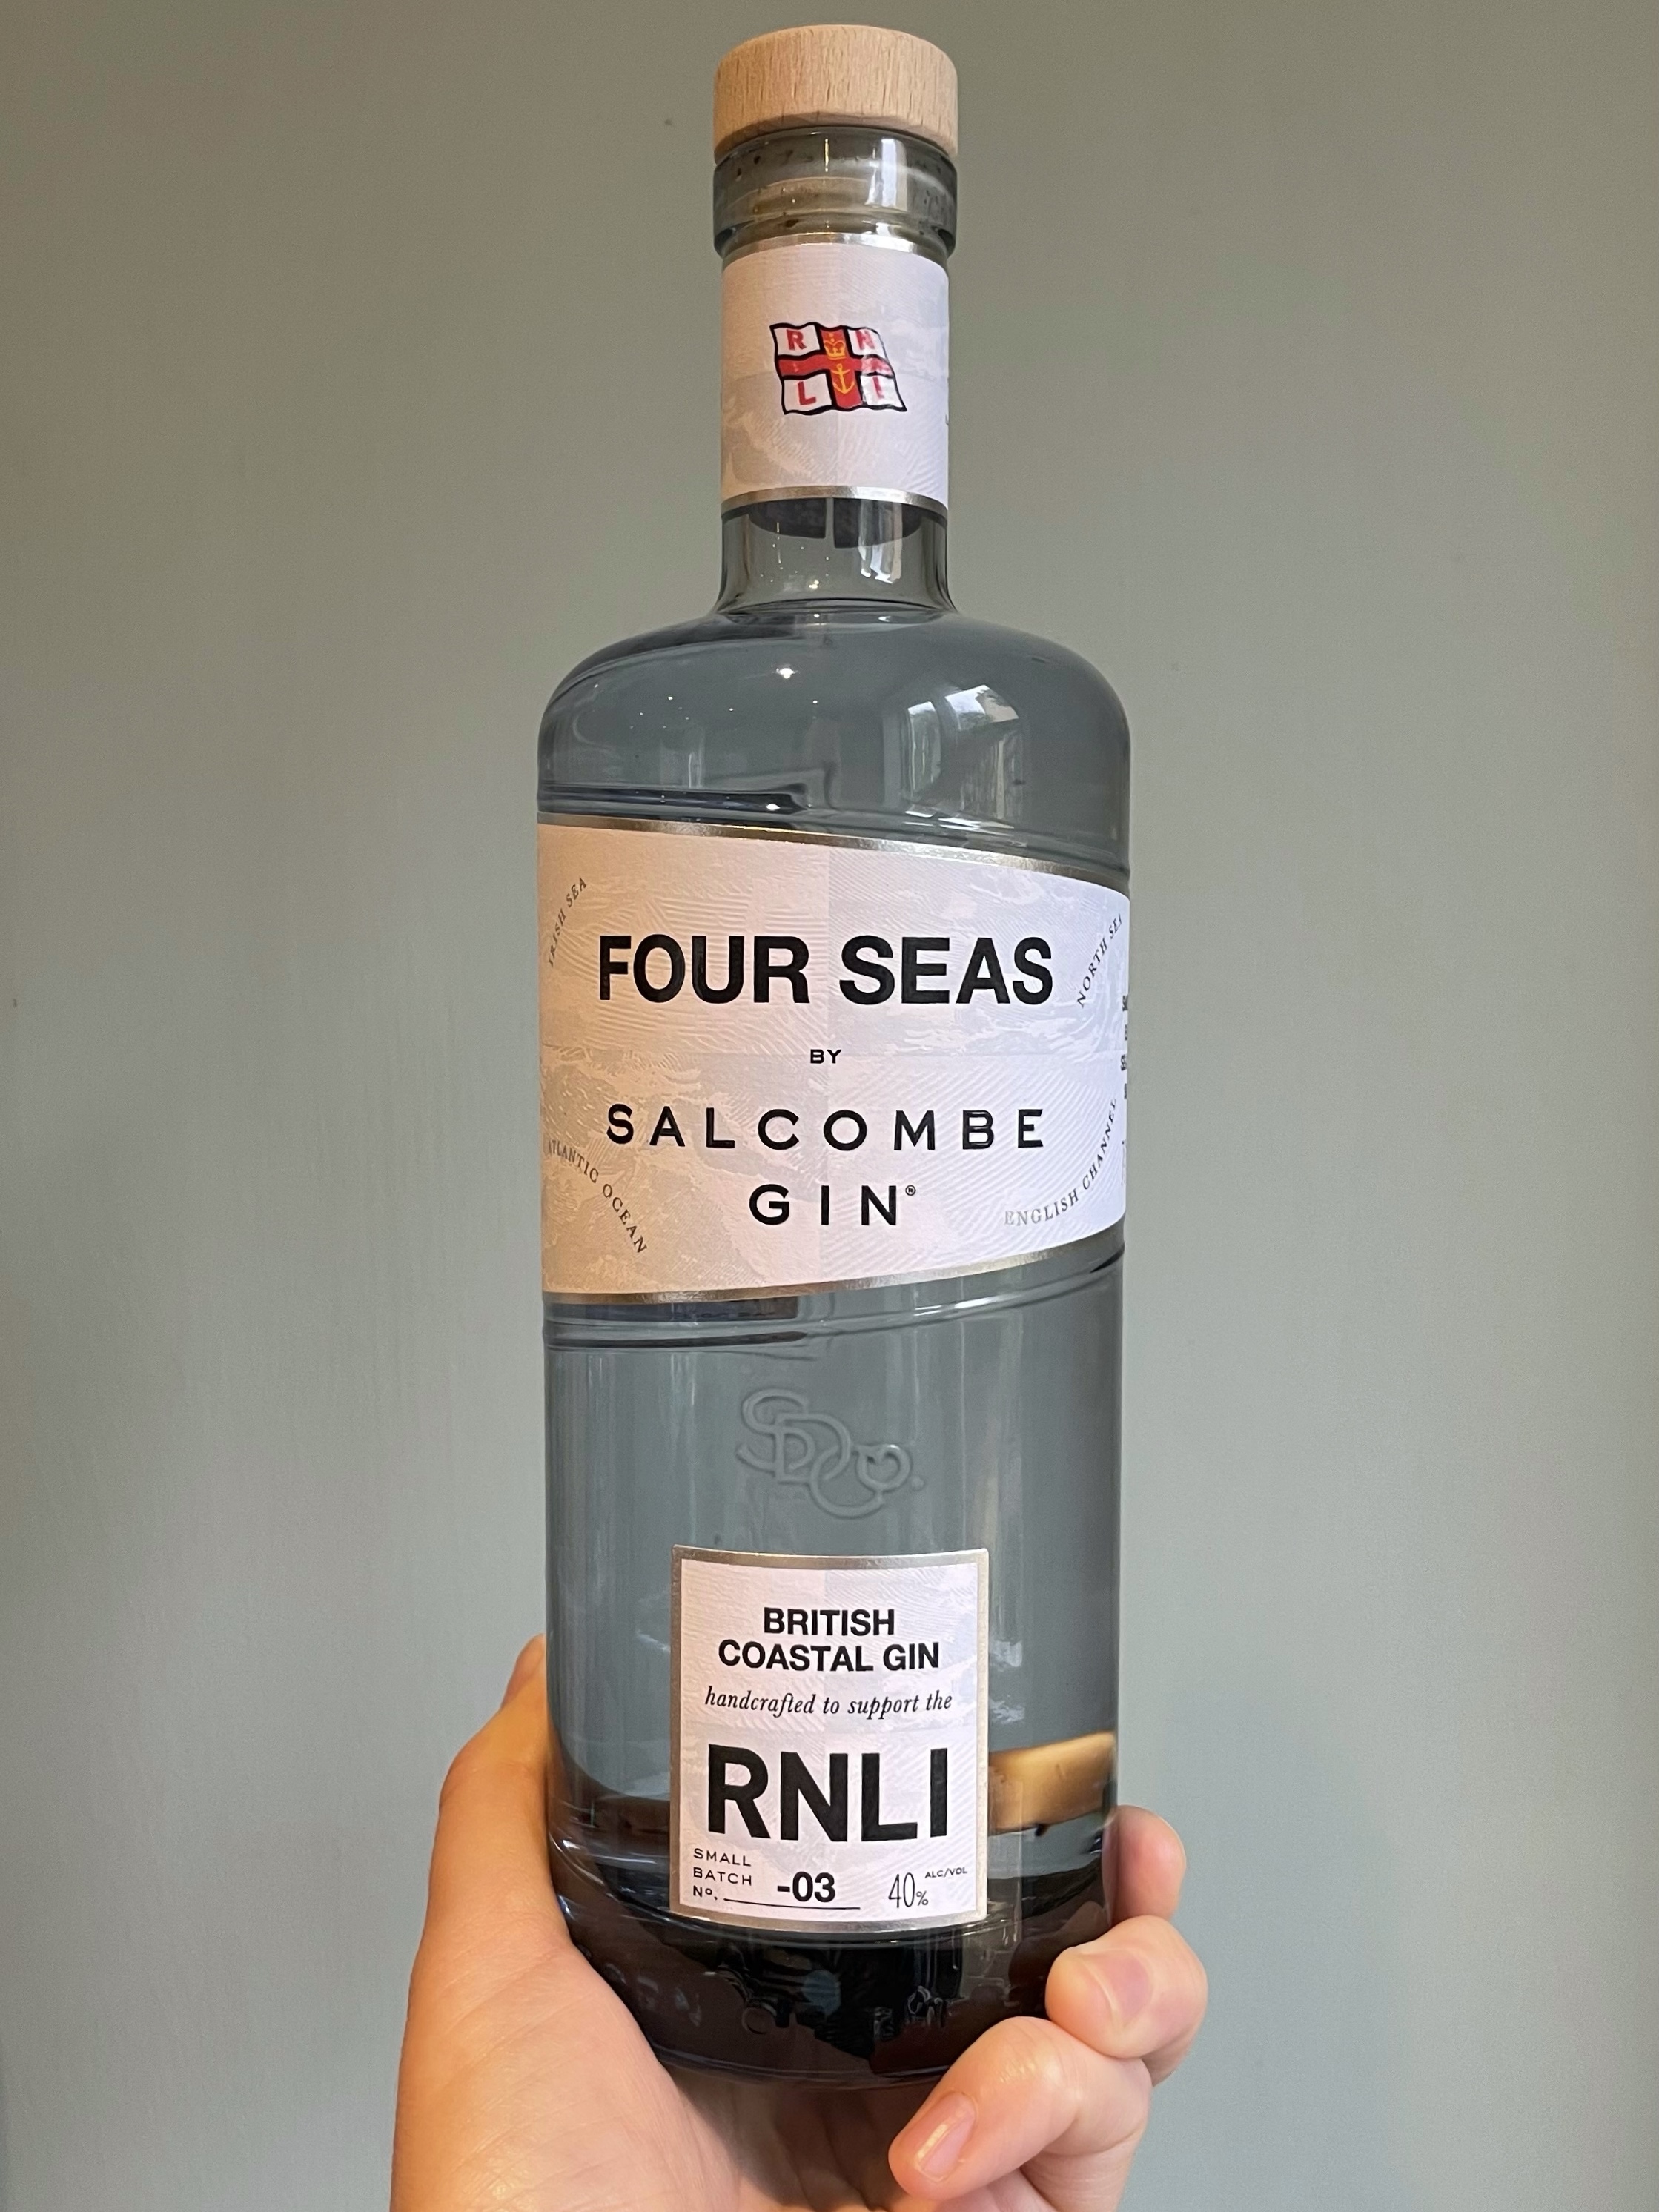 R N
L I
IRISH SEA
NORTH SEA
FOUR SEAS
BY
SALCOMBE
GIN®
ATLANTIC OCEAN
ENGLISH CHANNEL
SDCo.
BRITISH
COASTAL GIN
handcrafted to support the
RNLI
SMALL
BATCH
Nº. -03
40% ALC/VOL